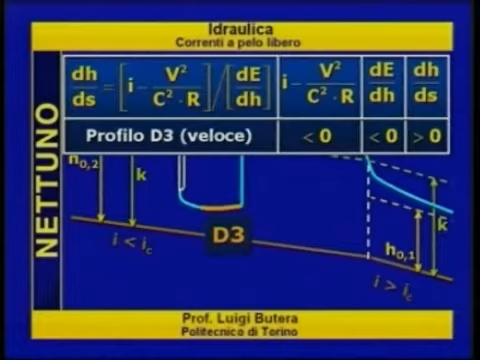 Idraulica
Correnti a pelo libero
NETTUNO
dh/ds = [i - V²/C²·R] / [dE/dh]
i - V²/C²·R
dE/dh
dh/ds
Profilo D3 (veloce)
< 0
< 0
> 0
h0,2
k
i < ic
D3
k
h0,1
i > ic
Prof. Luigi Butera
Politecnico di Torino